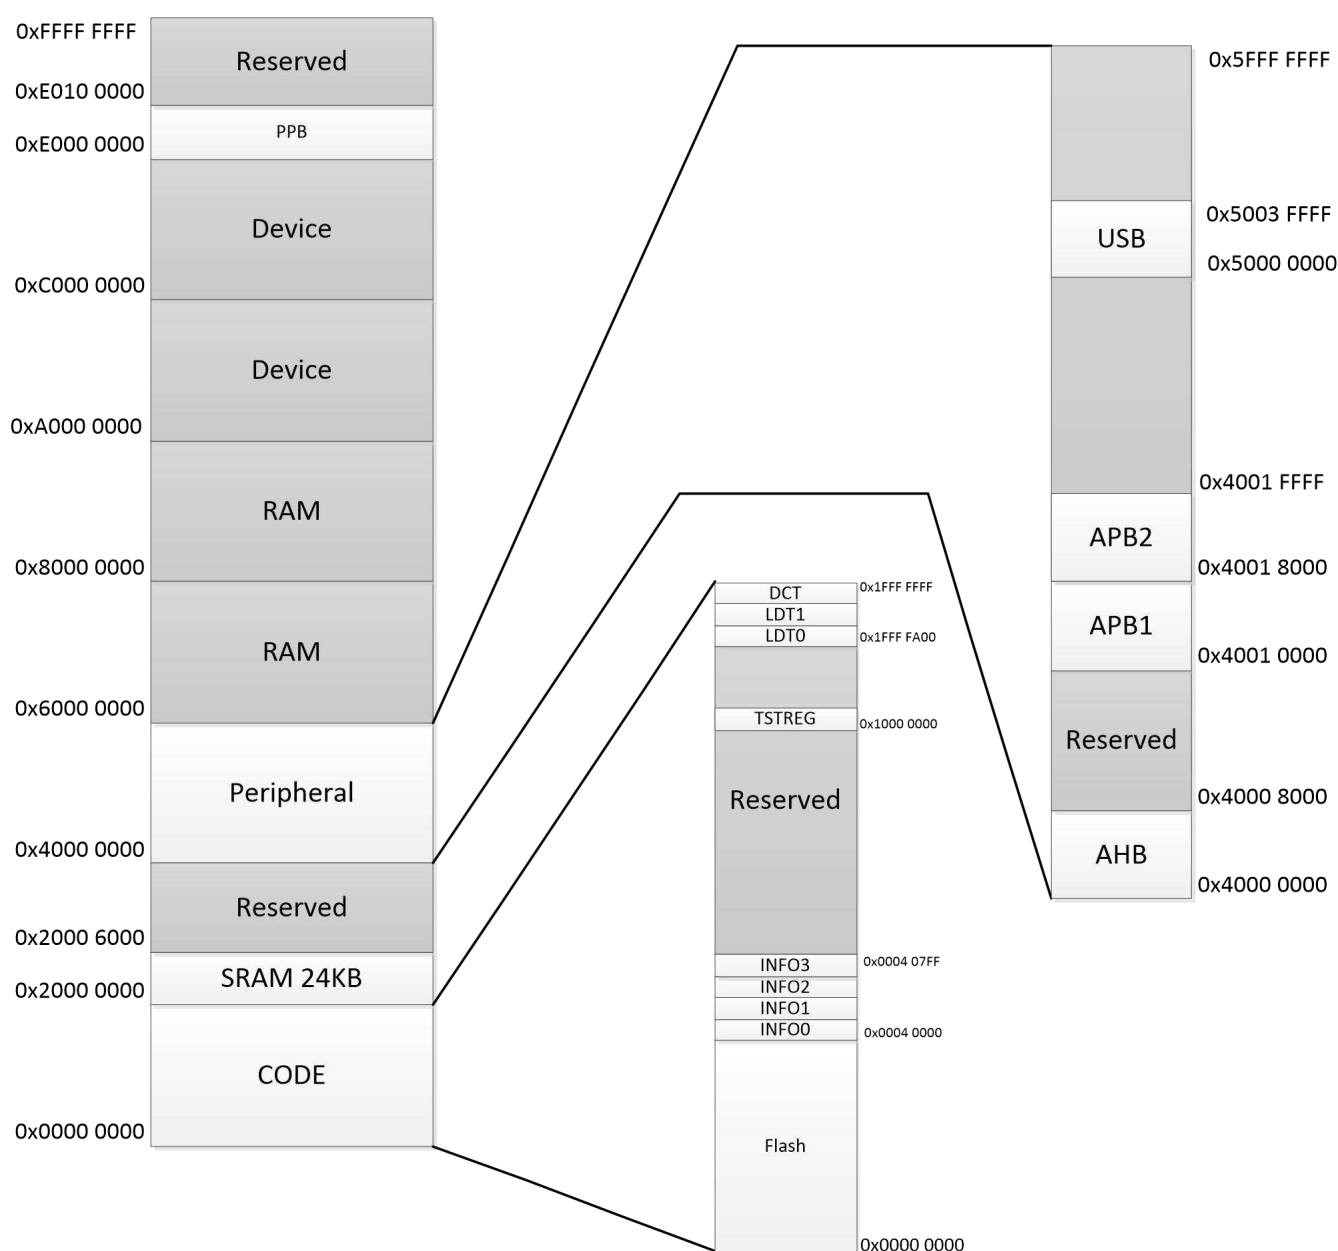 0xFFFF FFFF
Reserved
0xE010 0000
PPB
0xE000 0000
Device
0xC000 0000
Device
0xA000 0000
RAM
0x8000 0000
RAM
0x6000 0000
Peripheral
0x4000 0000
Reserved
0x2000 6000
SRAM 24KB
0x2000 0000
CODE
0x0000 0000
DCT
0x1FFF FFFF
LDT1
LDT0
0x1FFF FA00
TSTREG
0x1000 0000
Reserved
INFO3
0x0004 07FF
INFO2
INFO1
INFO0
0x0004 0000
Flash
0x0000 0000
0x5FFF FFFF
0x5003 FFFF
USB
0x5000 0000
0x4001 FFFF
APB2
0x4001 8000
APB1
0x4001 0000
Reserved
0x4000 8000
AHB
0x4000 0000